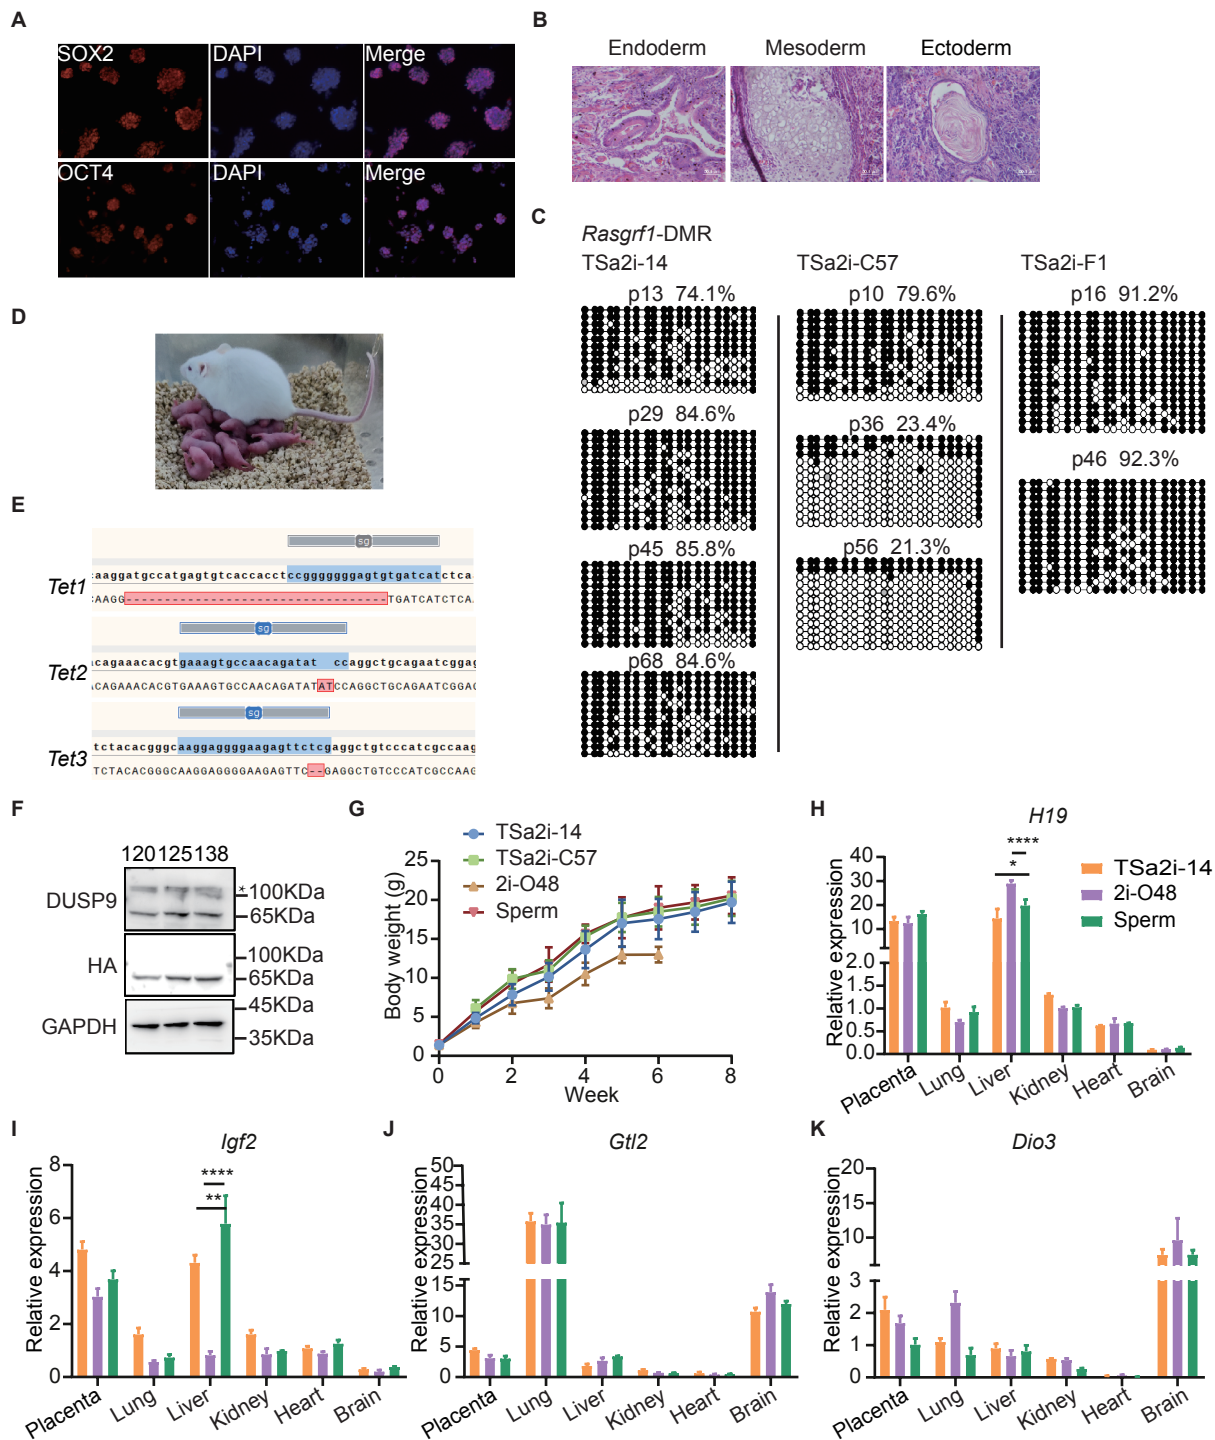 A
SOX2 DAPI Merge
OCT4 DAPI Merge
B
Endoderm Mesoderm Ectoderm
C
Rasgrf1-DMR
TSa2i-14 TSa2i-C57 TSa2i-F1
p13 74.1% p10 79.6% p16 91.2%
p29 84.6% p36 23.4% p46 92.3%
p45 85.8% p56 21.3%
p68 84.6%
D
E
sg
Tet1
caaggatgccatgagtgtcaccacctccgggggggagtgtgatcatctca
CAAGG---------------------------------TGATCATCTCA
sg
Tet2
acagaaacacgtgaaagtgccaacagatat ccaggctgcagaatcggag
ACAGAAACACGTGAAAGTGCCAACAGATATATCCAGGCTGCAGAATCGGAG
sg
Tet3
tctacacgggcaaggaggggaagagttctcgaggctgtcccatcgccaag
TCTACACGGGCAAGGAGGGGAAGAGTTC--GAGGCTGTCCCATCGCCAAG
F
120 125 138
DUSP9
*
100KDa
65KDa
HA
100KDa
65KDa
GAPDH
45KDa
35KDa
G
TSa2i-14
TSa2i-C57
2i-O48
Sperm
Body weight (g)
25
20
15
10
5
0
0 2 4 6 8
Week
H
H19
Relative expression
40
30
20
10
2.0
1.5
1.0
0.5
0.0
****
*
TSa2i-14
2i-O48
Sperm
Placenta Lung Liver Kidney Heart Brain
I
Igf2
Relative expression
8
6
4
2
0
****
**
Placenta Lung Liver Kidney Heart Brain
J
Gtl2
Relative expression
50
45
40
35
30
25
15
10
5
0
Placenta Lung Liver Kidney Heart Brain
K
Dio3
Relative expression
20
15
10
3
2
1
0
Placenta Lung Liver Kidney Heart Brain